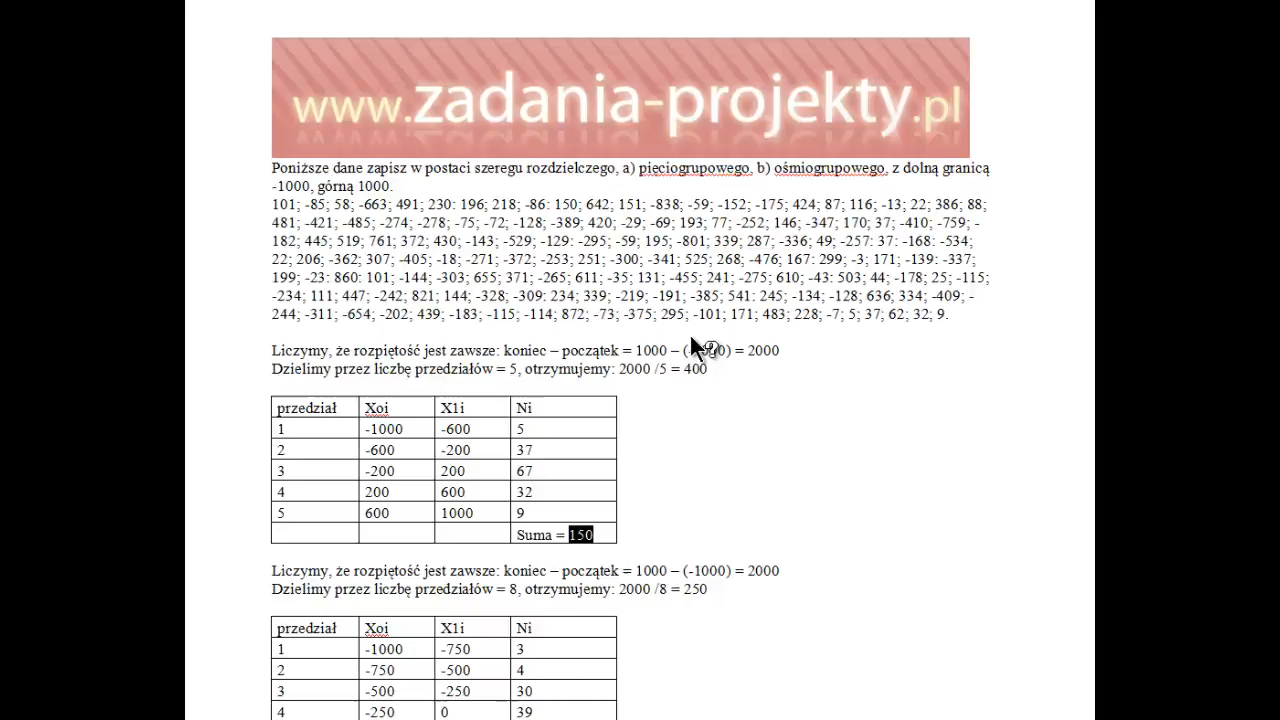 www.zadania-projekty.pl
Poniższe dane zapisz w postaci szeregu rozdzielczego, a) pięciogrupowego, b) ośmiogrupowego, z dolną granicą
-1000, górną 1000.
101; -85; 58; -663; 491; 230: 196; 218; -86: 150; 642; 151; -838; -59; -152; -175; 424; 87; 116; -13; 22; 386; 88;
481; -421; -485; -274; -278; -75; -72; -128; -389; 420; -29; -69; 193; 77; -252; 146; -347; 170; 37; -410; -759; -
182; 445; 519; 761; 372; 430; -143; -529; -129: -295; -59; 195; -801; 339; 287; -336; 49; -257: 37: -168: -534;
22; 206; -362; 307; -405; -18; -271; -372; -253; 251; -300; -341; 525; 268; -476; 167: 299; -3; 171; -139: -337;
199; -23: 860: 101; -144; -303; 655; 371; -265; 611; -35; 131; -455; 241; -275; 610; -43: 503; 44; -178; 25; -115;
-234; 111; 447; -242; 821; 144; -328; -309: 234; 339; -219; -191; -385; 541: 245; -134; -128; 636; 334; -409; -
244; -311; -654; -202; 439; -183; -115; -114; 872; -73; -375; 295; -101; 171; 483; 228; -7; 5; 37; 62; 32; 9.
Liczymy, że rozpiętość jest zawsze: koniec – początek = 1000 – = 2000
Dzielimy przez liczbę przedziałów = 5, otrzymujemy: 2000 /5 = 400
przedział Xoi X1i Ni
1 -1000 -600 5
2 -600 -200 37
3 -200 200 67
4 200 600 32
5 600 1000 9
Suma = 150
Liczymy, że rozpiętość jest zawsze: koniec – początek = 1000 – (-1000) = 2000
Dzielimy przez liczbę przedziałów = 8, otrzymujemy: 2000 /8 = 250
przedział Xoi X1i Ni
1 -1000 -750 3
2 -750 -500 4
3 -500 -250 30
4 -250 0 39